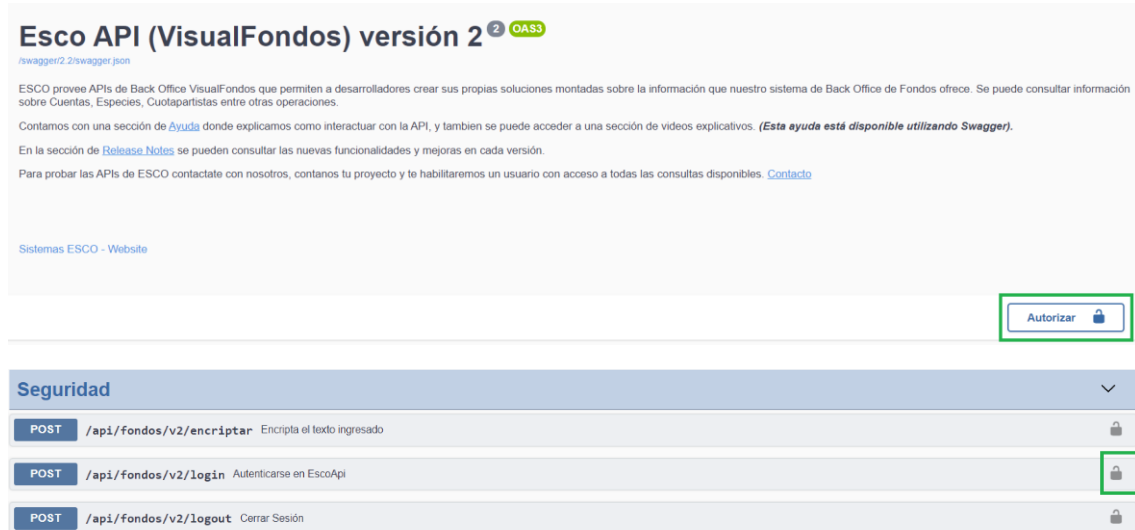 Esco API (VisualFondos) versión 2 2 OAS3
/swagger/2.2/swagger.json
ESCO provee APIs de Back Office VisualFondos que permiten a desarrolladores crear sus propias soluciones montadas sobre la información que nuestro sistema de Back Office de Fondos ofrece. Se puede consultar información
sobre Cuentas, Especies, Cuotapartistas entre otras operaciones.
Contamos con una sección de Ayuda donde explicamos como interactuar con la API, y tambien se puede acceder a una sección de videos explicativos. (Esta ayuda está disponible utilizando Swagger).
En la sección de Release Notes se pueden consultar las nuevas funcionalidades y mejoras en cada versión.
Para probar las APIs de ESCO contactate con nosotros, contanos tu proyecto y te habilitaremos un usuario con acceso a todas las consultas disponibles. Contacto
Sistemas ESCO - Website
Autorizar
Seguridad
POST /api/fondos/v2/encriptar Encripta el texto ingresado
POST /api/fondos/v2/login Autenticarse en EscoApi
POST /api/fondos/v2/logout Cerrar Sesión